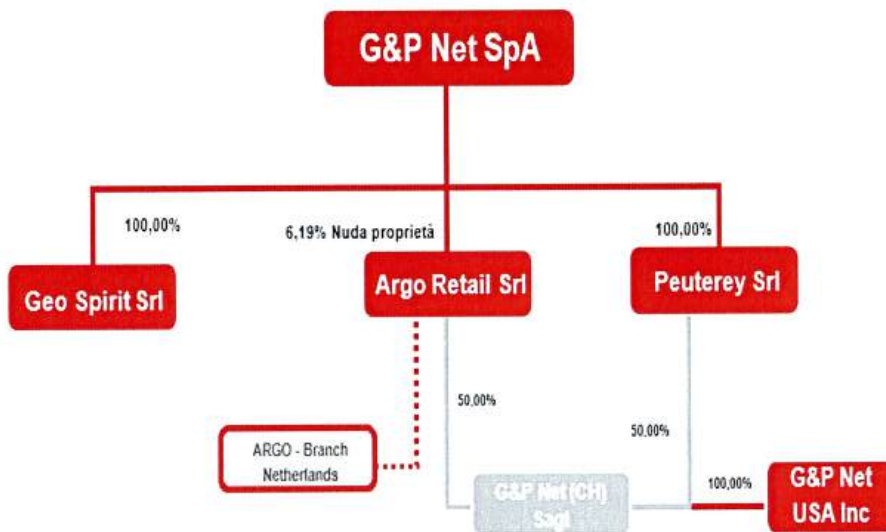 G&P Net SpA
100,00%
6,19% Nuda proprietà
100,00%
Geo Spirit Srl
Argo Retail Srl
Peuterey Srl
50,00%
50,00%
ARGO - Branch
Netherlands
G&P Net (CH)
Sagl
100,00%
G&P Net
USA Inc